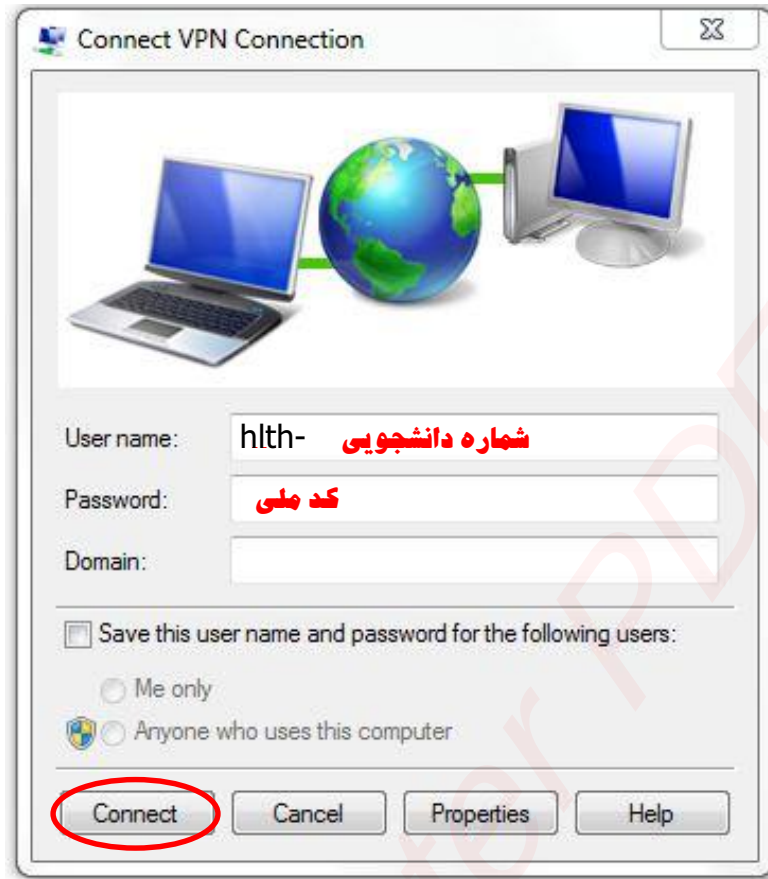 Connect VPN Connection
User name: hlth- شماره دانشجویی
Password: کد ملی
Domain:
Save this user name and password for the following users:
Me only
Anyone who uses this computer
Connect Cancel Properties Help